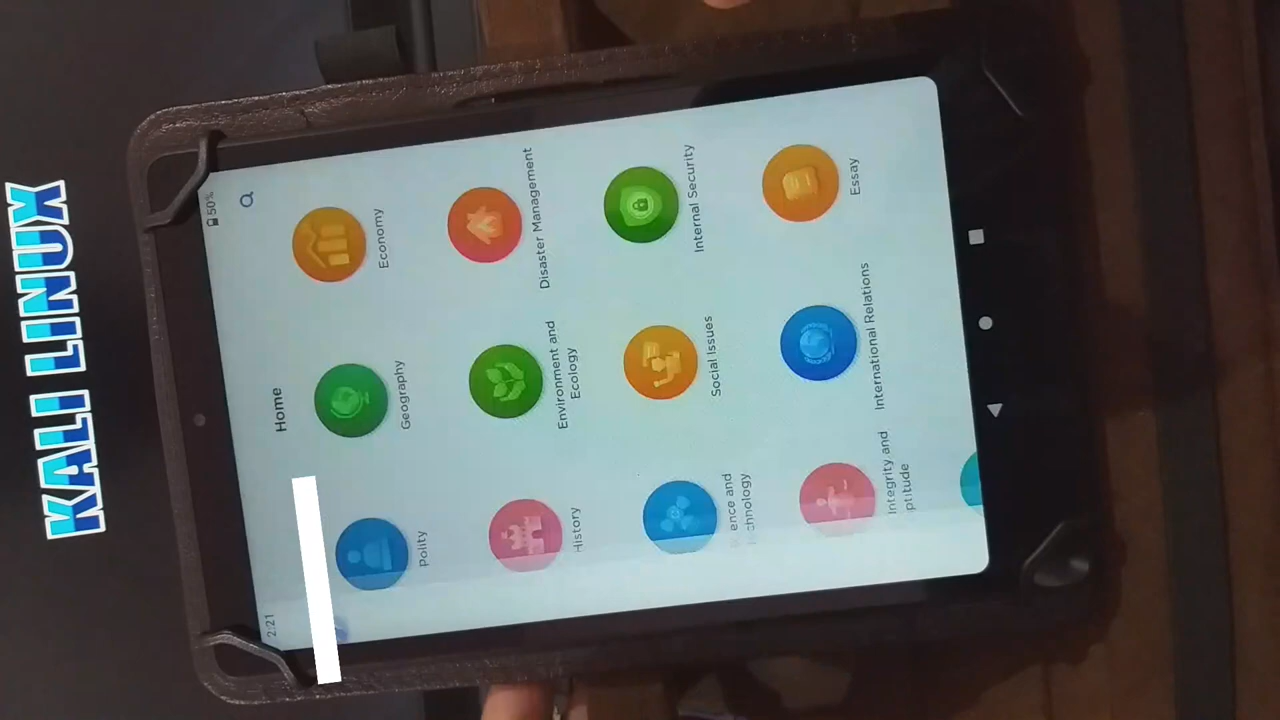 KALI LINUX
2:21
50%
Home
Polity
Geography
Economy
History
Environment and
Ecology
Disaster Management
Social Issues
Internal Security
Integrity and
International Relations
Essay